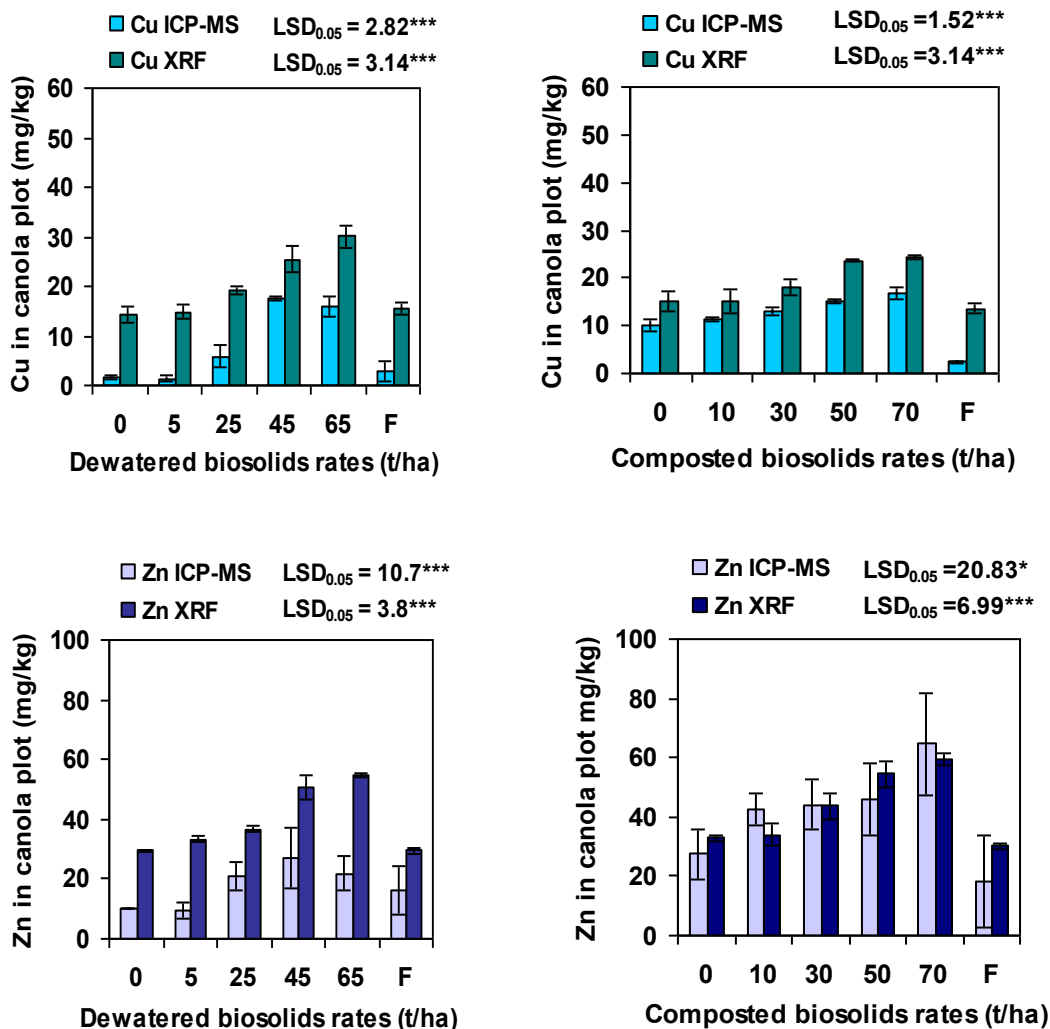 Cu ICP-MS LSD0.05 = 2.82***
Cu XRF LSD0.05 = 3.14***
60
50
40
30
20
10
0
Cu in canola plot (mg/kg)
0 5 25 45 65 F
Dewatered biosolids rates (t/ha)
Cu ICP-MS LSD0.05 =1.52***
Cu XRF LSD0.05 =3.14***
60
50
40
30
20
10
0
Cu in canola plot (mg/kg)
0 10 30 50 70 F
Composted biosolids rates (t/ha)
Zn ICP-MS LSD0.05 = 10.7***
Zn XRF LSD0.05 = 3.8***
100
80
60
40
20
0
Zn in canola plot (mg/kg)
0 5 25 45 65 F
Dewatered biosolids rates (t/ha)
Zn ICP-MS LSD0.05 =20.83*
Zn XRF LSD0.05 =6.99***
100
80
60
40
20
0
Zn in canola plot mg/kg)
0 10 30 50 70 F
Composted biosolids rates (t/ha)